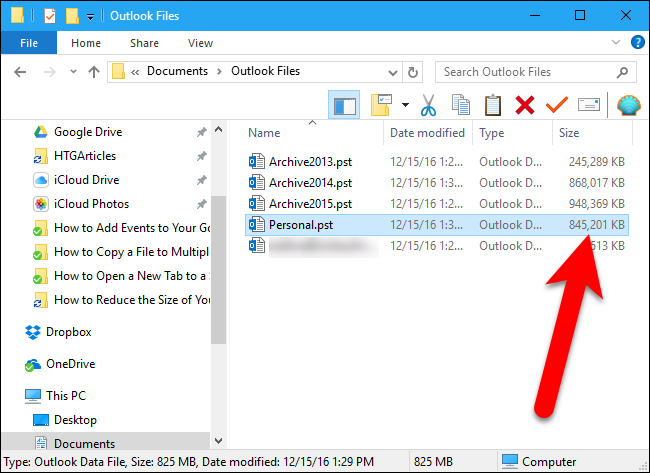 Outlook Files
File Home Share View
Documents Outlook Files Search Outlook Files
Name Date modified Type Size
Google Drive
HTGArticles
iCloud Drive
iCloud Photos
How to Add Events to Your Go
How to Copy a File to Multipl
How to Open a New Tab to a S
How to Reduce the Size of You
Dropbox
OneDrive
This PC
Desktop
Documents
Archive2013.pst 12/15/16 1:2... Outlook D... 245,289 KB
Archive2014.pst 12/15/16 1:3... Outlook D... 868,017 KB
Archive2015.pst 12/15/16 1:2... Outlook D... 948,369 KB
Personal.pst 12/15/16 1:3... Outlook D... 845,201 KB
12/15/16 1:2... Outlook D... 513 KB
Type: Outlook Data File, Size: 825 MB, Date modified: 12/15/16 1:29 PM 825 MB Computer